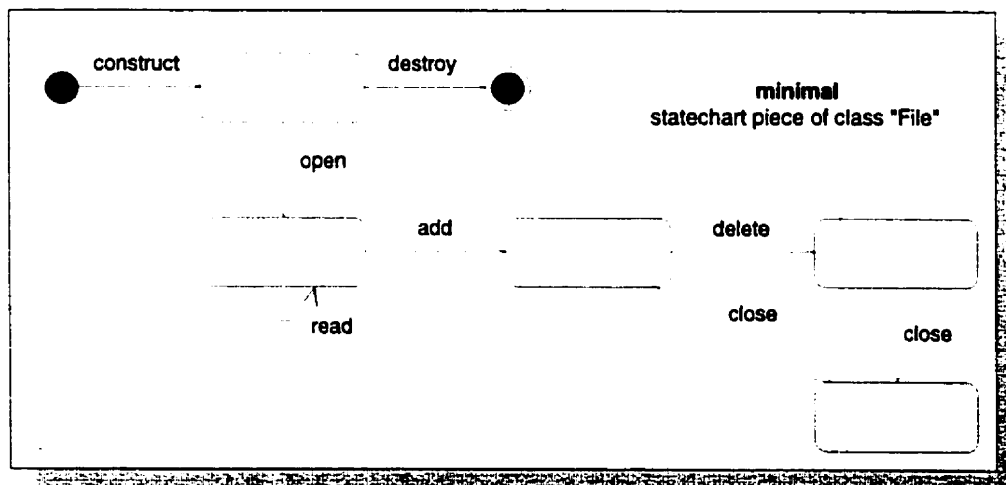 construct
destroy
minimal
statechart piece of class "File"
open
add
delete
read
close
close